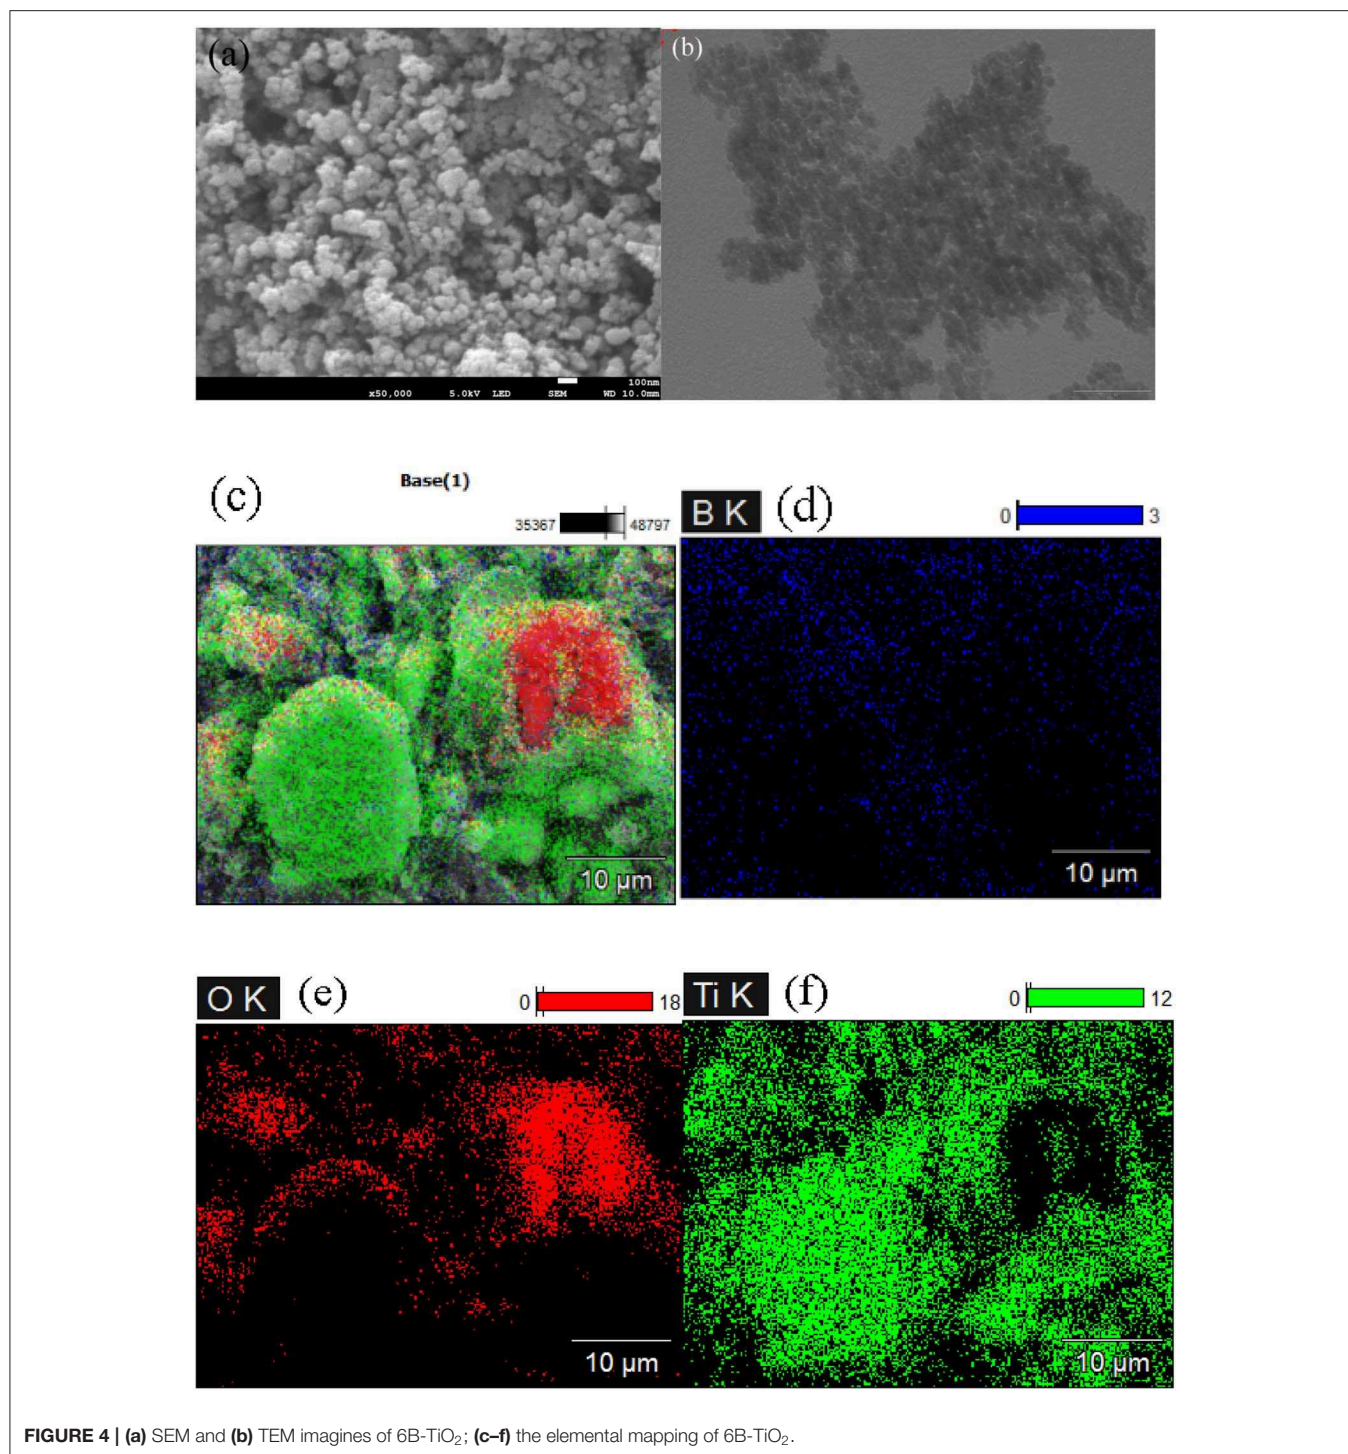 (a)
(b)
100nm
x50,000 5.0kV LED SEM WD 10.0mm
(c)
Base(1)
35367 48797
10 µm
B K (d) 0 3
10 µm
O K (e) 0 18
10 µm
Ti K (f) 0 12
10 µm
FIGURE 4 | (a) SEM and (b) TEM imagines of 6B-TiO₂; (c–f) the elemental mapping of 6B-TiO₂.